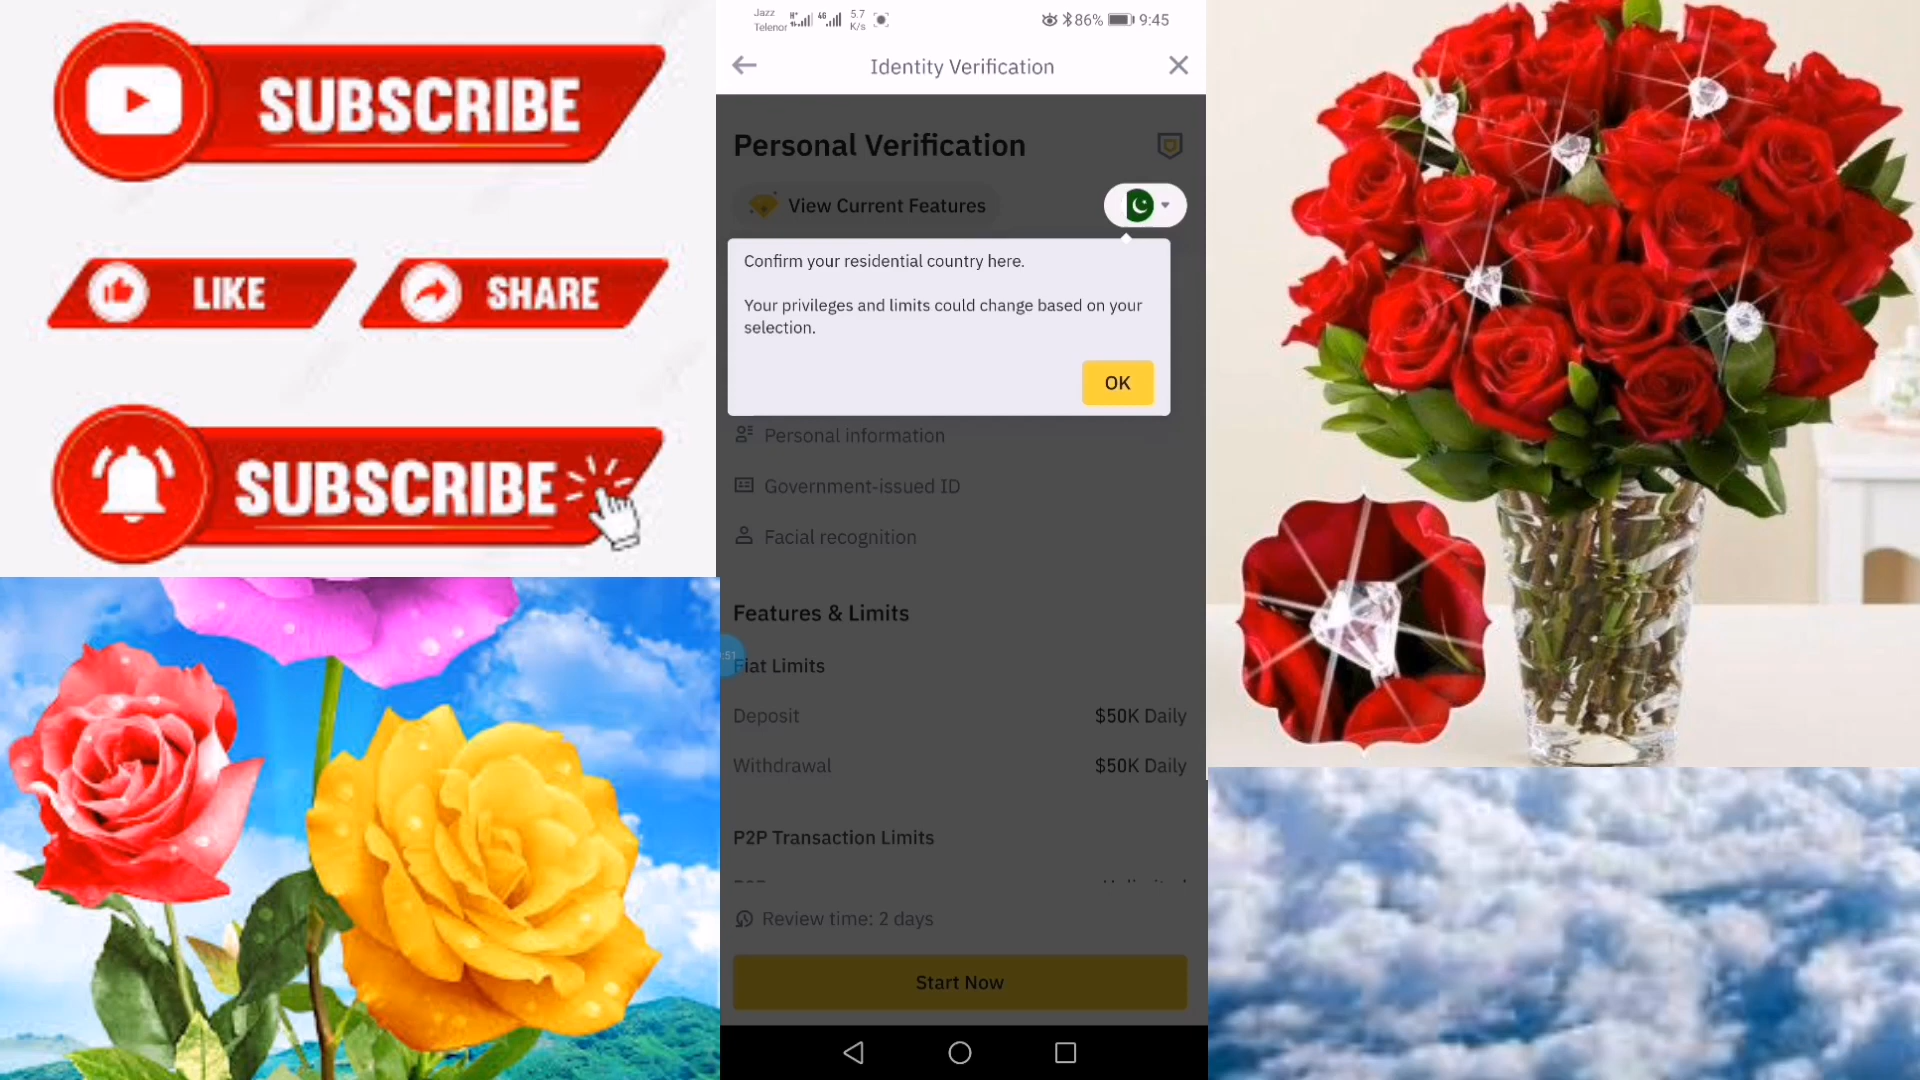 SUBSCRIBE
LIKE
SHARE
SUBSCRIBE
Jazz
Telenor
4G
5.7
K/s
86%
9:45
Identity Verification
Personal Verification
View Current Features
Confirm your residential country here.
Your privileges and limits could change based on your
selection.
OK
Personal information
Government-issued ID
Facial recognition
Features & Limits
Fiat Limits
Deposit
$50K Daily
Withdrawal
$50K Daily
P2P Transaction Limits
Review time: 2 days
Start Now